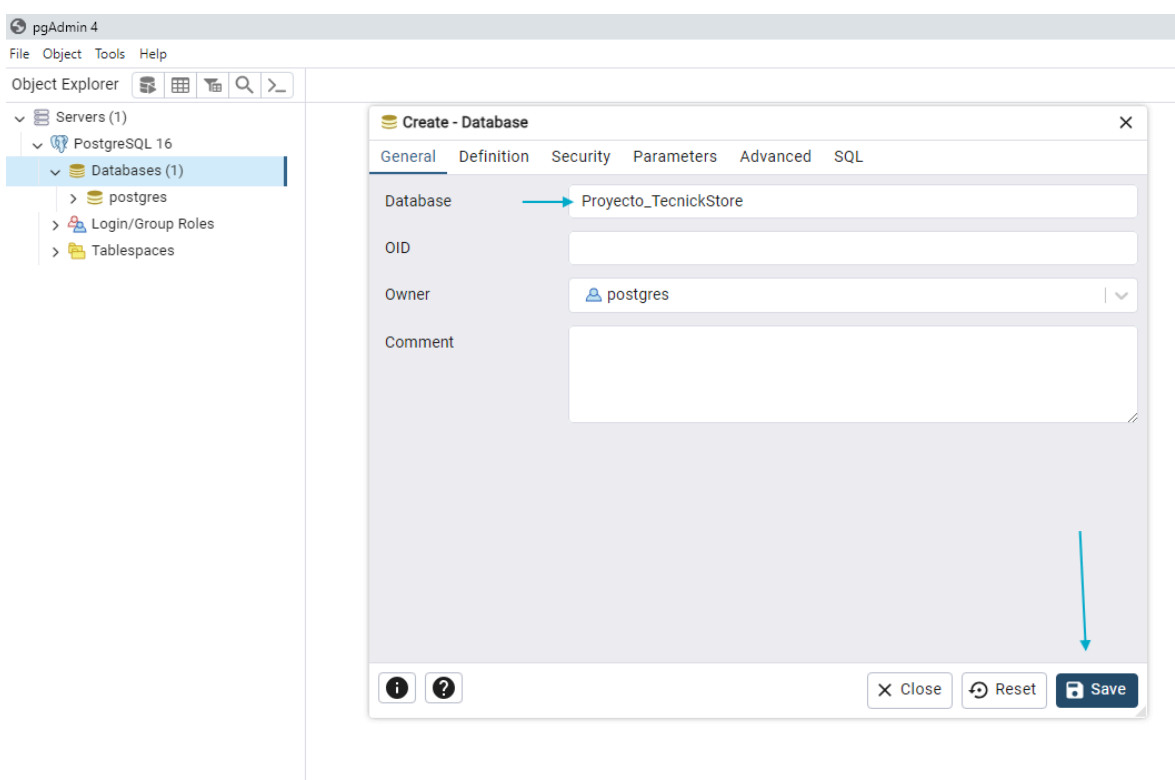 pgAdmin 4
File Object Tools Help
Object Explorer
Servers (1)
PostgreSQL 16
Databases (1)
postgres
Login/Group Roles
Tablespaces
Create - Database
General Definition Security Parameters Advanced SQL
Database Proyecto_TecnickStore
OID
Owner postgres
Comment
Close Reset Save